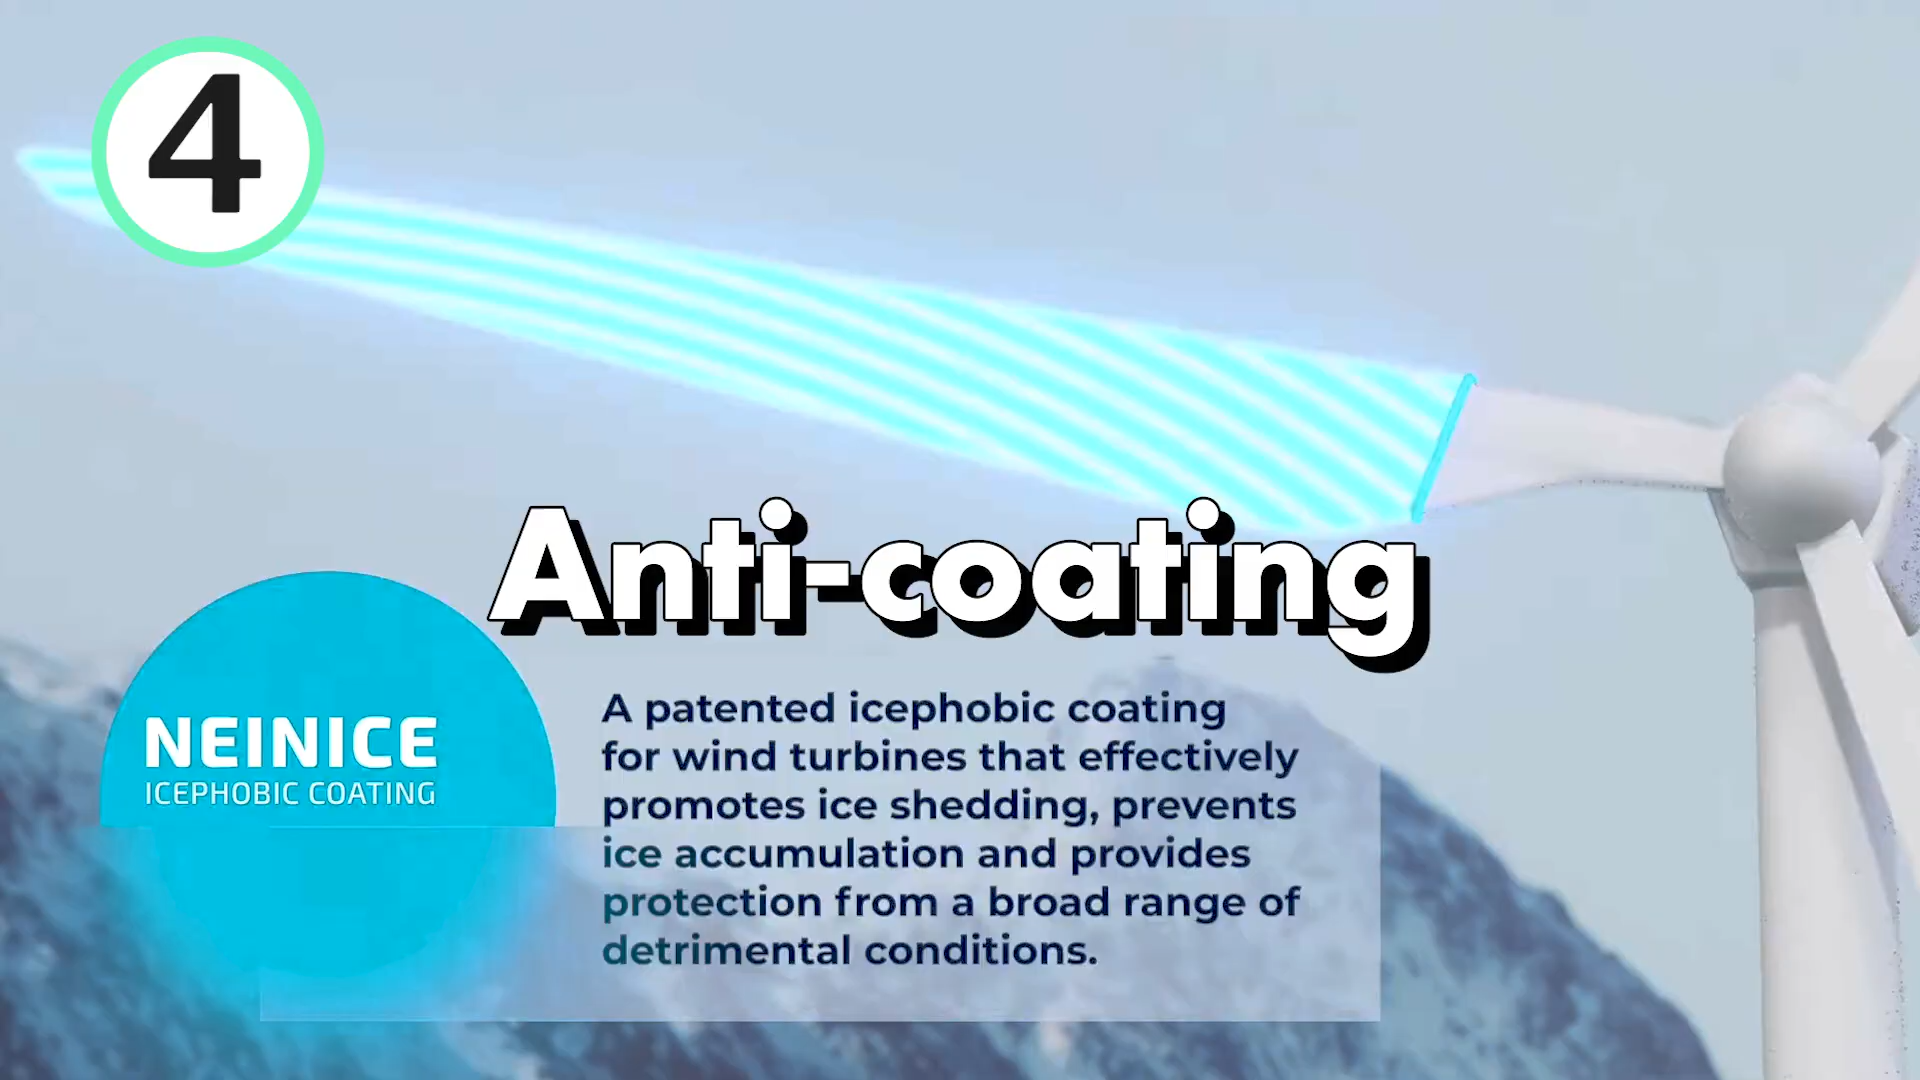 4
Anti-coating
NEINICE
ICEPHOBIC COATING
A patented icephobic coating
for wind turbines that effectively
promotes ice shedding, prevents
ice accumulation and provides
protection from a broad range of
detrimental conditions.